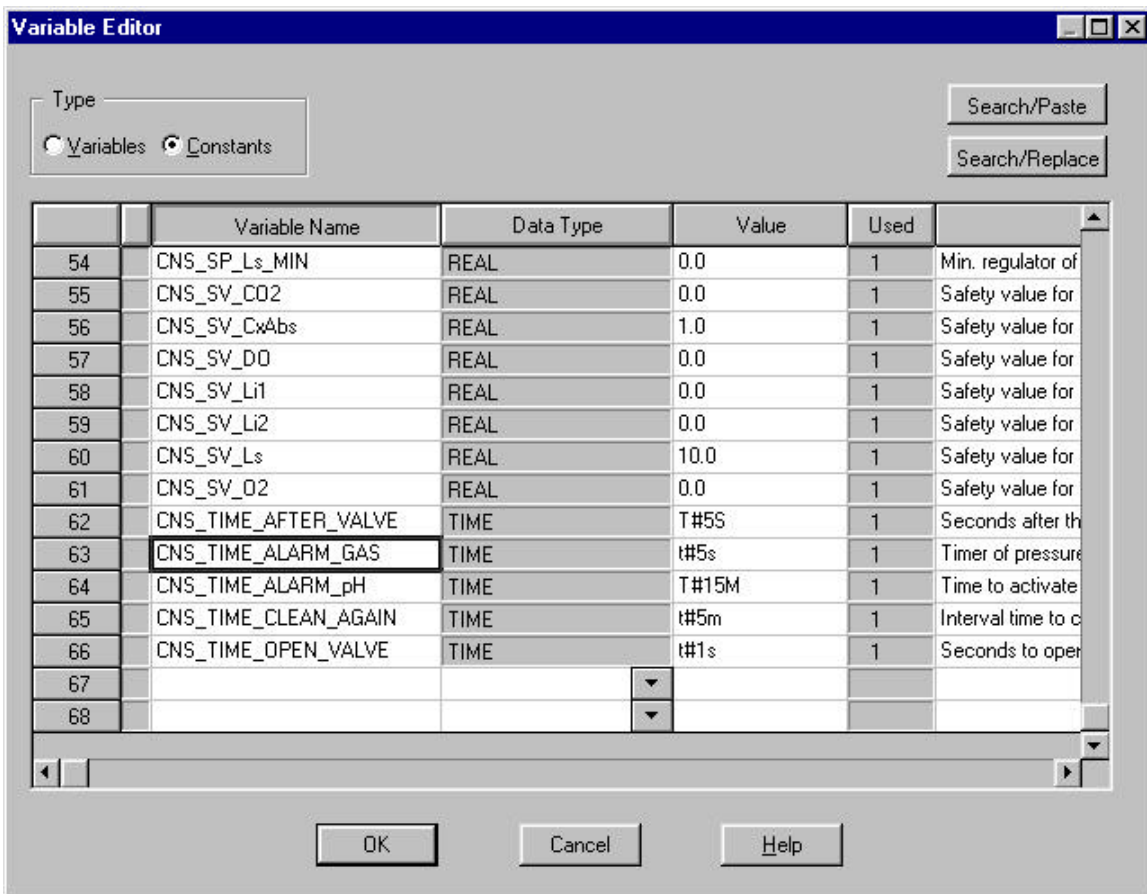 Variable Editor
Type
Search/Paste
Variables Constants
Search/Replace
Variable Name Data Type Value Used
54 CNS_SP_Ls_MIN REAL 0.0 1 Min. regulator of
55 CNS_SV_CO2 REAL 0.0 1 Safety value for
56 CNS_SV_CxAbs REAL 1.0 1 Safety value for
57 CNS_SV_DO REAL 0.0 1 Safety value for
58 CNS_SV_Li1 REAL 0.0 1 Safety value for
59 CNS_SV_Li2 REAL 0.0 1 Safety value for
60 CNS_SV_Ls REAL 10.0 1 Safety value for
61 CNS_SV_O2 REAL 0.0 1 Safety value for
62 CNS_TIME_AFTER_VALVE TIME T#5S 1 Seconds after th
63 CNS_TIME_ALARM_GAS TIME t#5s 1 Timer of pressure
64 CNS_TIME_ALARM_pH TIME T#15M 1 Time to activate
65 CNS_TIME_CLEAN_AGAIN TIME t#5m 1 Interval time to c
66 CNS_TIME_OPEN_VALVE TIME t#1s 1 Seconds to oper
67
68
OK Cancel Help